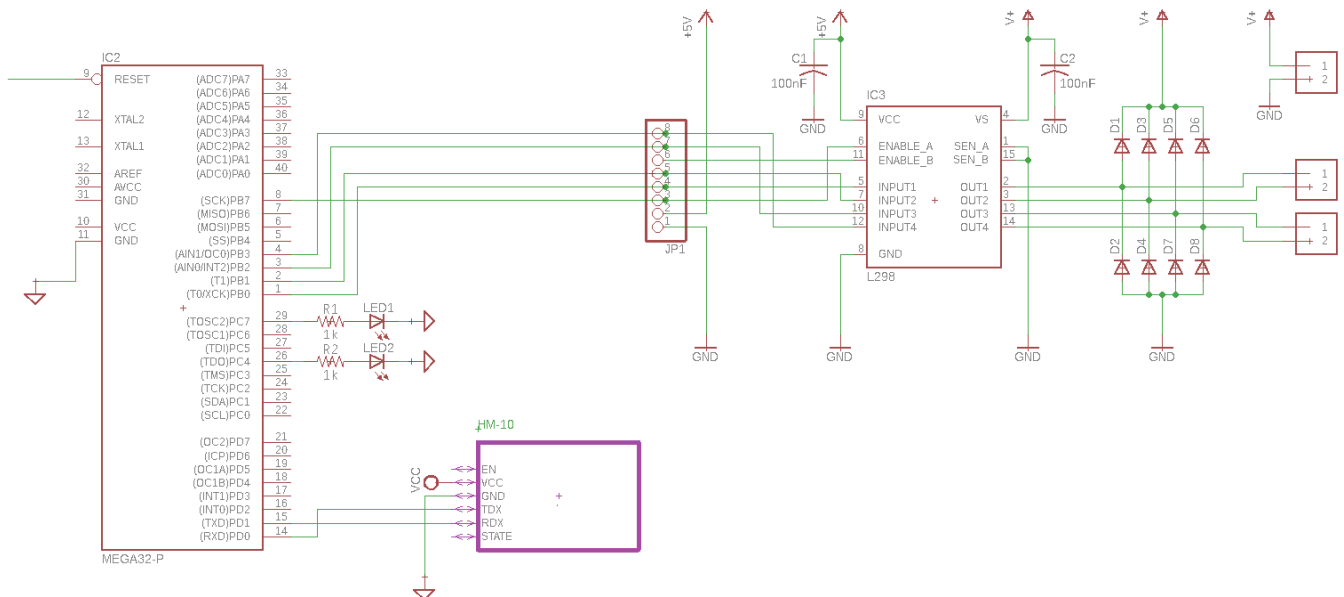 IC2
9 RESET
12 XTAL2
13 XTAL1
32 AREF
30 AVCC
31 GND
10 VCC
11 GND
(ADC7)PA7 33
(ADC6)PA6 34
(ADC5)PA5 35
(ADC4)PA4 36
(ADC3)PA3 37
(ADC2)PA2 38
(ADC1)PA1 39
(ADC0)PA0 40
(SCK)PB7 8
(MISO)PB6 7
(MOSI)PB5 6
(SS)PB4 5
(AIN1/OC0)PB3 4
(AIN0/INT2)PB2 3
(T1)PB1 2
(T0/XCK)PB0 1
(TOSC2)PC7 29
(TOSC1)PC6 28
(TDI)PC5 27
(TDO)PC4 26
(TMS)PC3 25
(TCK)PC2 24
(SDA)PC1 23
(SCL)PC0 22
(OC2)PD7 21
(ICP)PD6 20
(OC1A)PD5 19
(OC1B)PD4 18
(INT1)PD3 17
(INT0)PD2 16
(TXD)PD1 15
(RXD)PD0 14
MEGA32-P
R1
1k
LED1
R2
1k
LED2
HM-10
EN
VCC
GND
TDX
RDX
STATE
VCC
+5V
8
7
6
5
4
3
2
1
JP1
GND
+5V
C1
100nF
GND
V+
C2
100nF
GND
IC3
9 VCC
6 ENABLE_A
11 ENABLE_B
5 INPUT1
7 INPUT2
10 INPUT3
12 INPUT4
8 GND
VS 4
SEN_A 1
SEN_B 15
OUT1 2
OUT2 3
OUT3 13
OUT4 14
L298
GND
GND
V+
D1
D3
D5
D6
D2
D4
D7
D8
GND
V+
GND
1
2
1
2
1
2